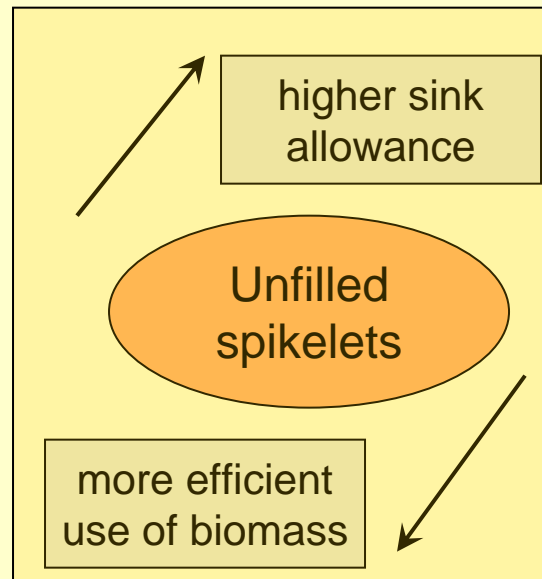 higher sink
allowance
Unfilled
spikelets
more efficient
use of biomass